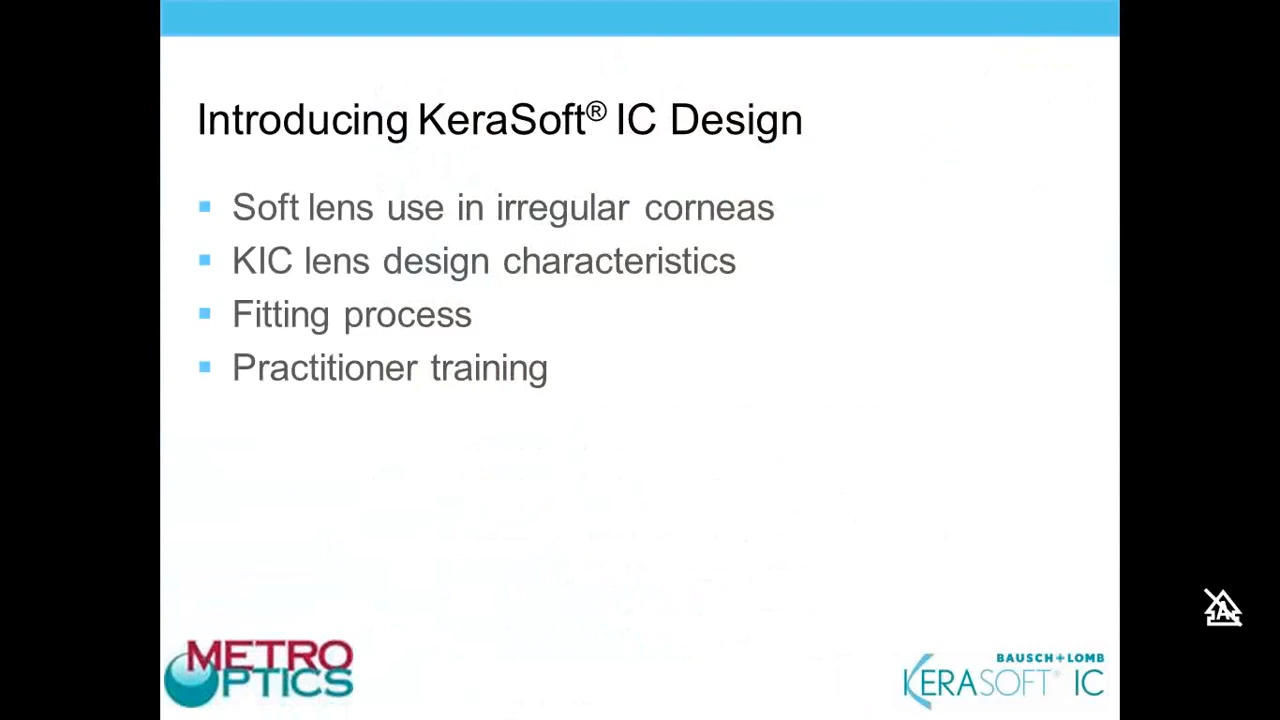 Introducing KeraSoft® IC Design
▪ Soft lens use in irregular corneas
▪ KIC lens design characteristics
▪ Fitting process
▪ Practitioner training
METRO
OPTICS
BAUSCH+LOMB
KERASOFT® IC
A